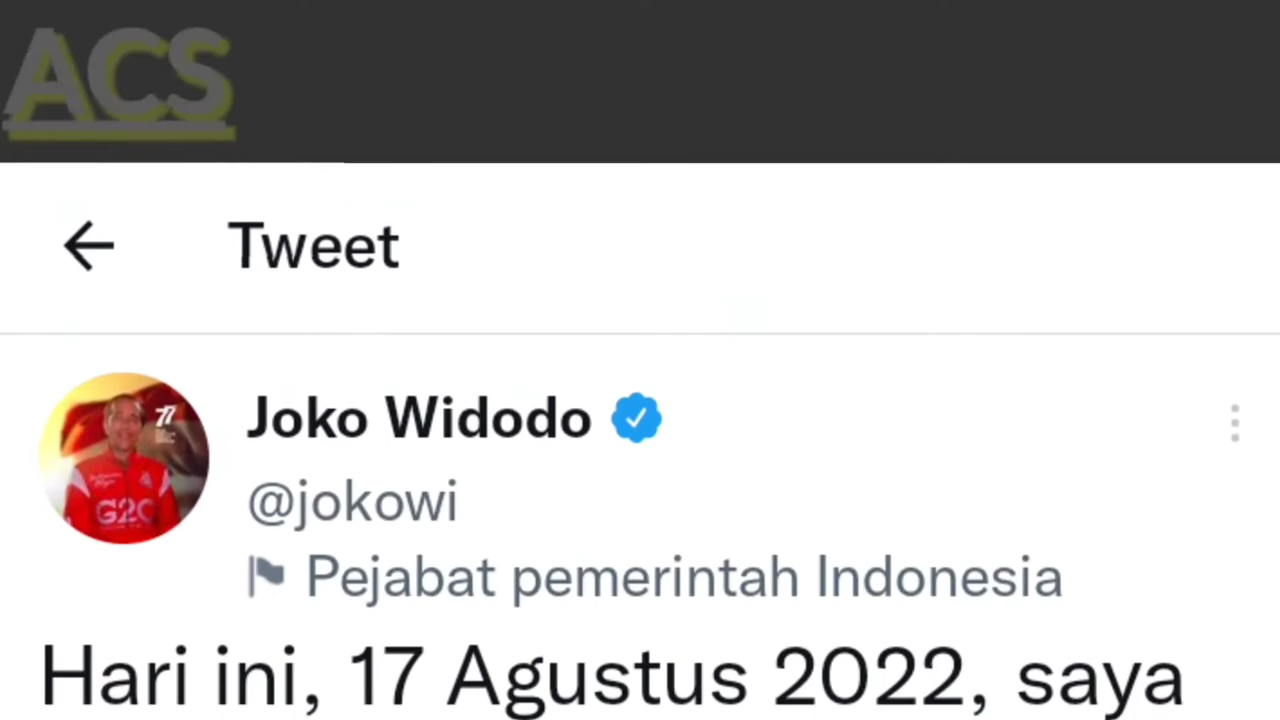 ACS
Tweet
Joko Widodo
@jokowi
Pejabat pemerintah Indonesia
Hari ini, 17 Agustus 2022, saya